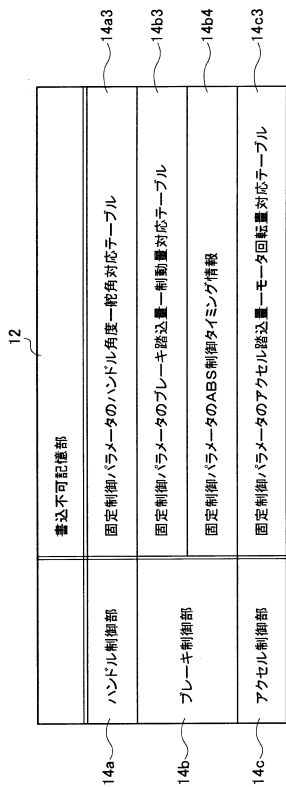 12
書込不可記憶部
14a ハンドル制御部 固定制御パラメータのハンドル角度ー舵角対応テーブル 14a3
14b ブレーキ制御部 固定制御パラメータのブレーキ踏込量ー制動量対応テーブル 14b3
固定制御パラメータのABS制御タイミング情報 14b4
14c アクセル制御部 固定制御パラメータのアクセル踏込量ーモータ回転量対応テーブル 14c3